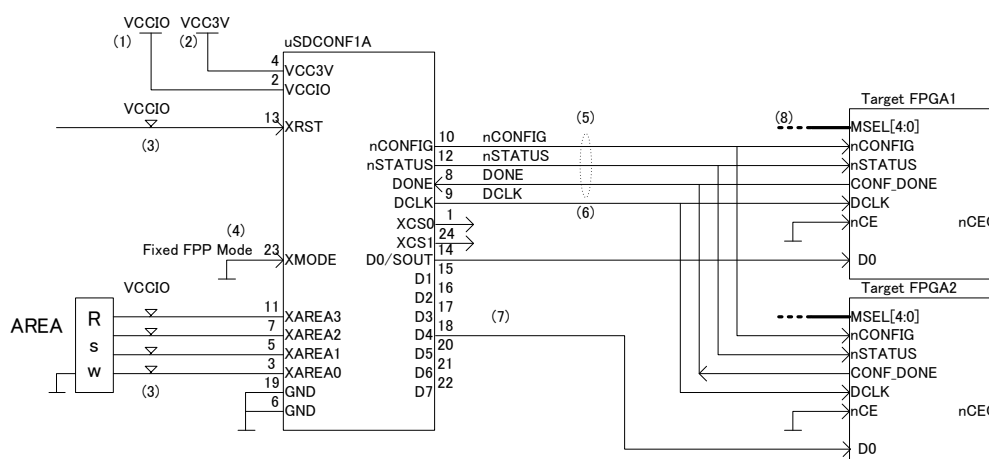 VCCIO VCC3V
(1) (2)
uSDCONF1A
4 VCC3V
2 VCCIO
VCCIO
13 XRST
(3)
nCONFIG 10 nCONFIG
nSTATUS 12 nSTATUS
DONE 8 DONE
DCLK 9 DCLK
(5)
(6)
XCS0 1
XCS1 24
(4)
Fixed FPP Mode 23 XMODE
D0/SOUT 14
D1 15
D2 16
D3 17
D4 18
D5 20
D6 21
D7 22
(7)
VCCIO
AREA
R
s
w
11 XAREA3
7 XAREA2
5 XAREA1
3 XAREA0
(3)
19 GND
6 GND
Target FPGA1
(8)
MSEL[4:0]
nCONFIG
nSTATUS
CONF_DONE
DCLK
nCE nCEO
D0
Target FPGA2
MSEL[4:0]
nCONFIG
nSTATUS
CONF_DONE
DCLK
nCE nCEO
D0